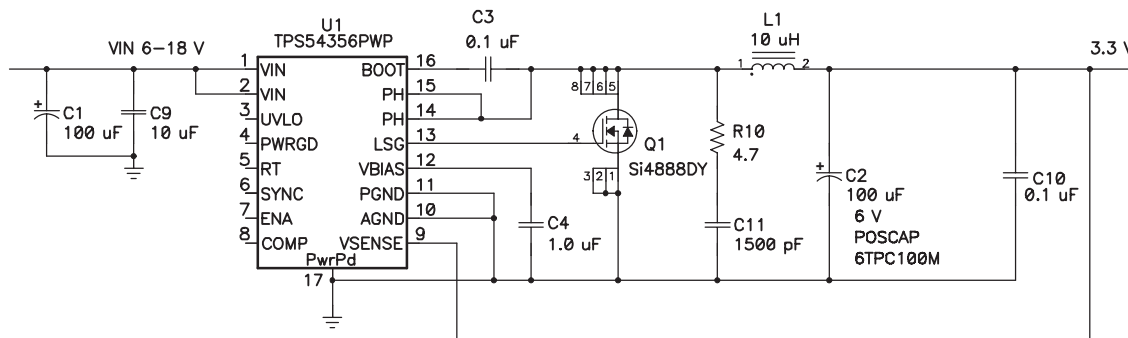 U1
TPS54356PWP
C3
0.1 uF
L1
10 uH
VIN 6-18 V
3.3 V
1 VIN BOOT 16
2 VIN PH 15
3 UVLO PH 14
4 PWRGD LSG 13
5 RT VBIAS 12
6 SYNC PGND 11
7 ENA AGND 10
8 COMP VSENSE 9
PwrPd
17
+
C1
100 uF
C9
10 uF
C4
1.0 uF
8 7 6 5
4
3 2 1
Q1
Si4888DY
1 2
R10
4.7
C11
1500 pF
+
C2
100 uF
6 V
POSCAP
6TPC100M
C10
0.1 uF